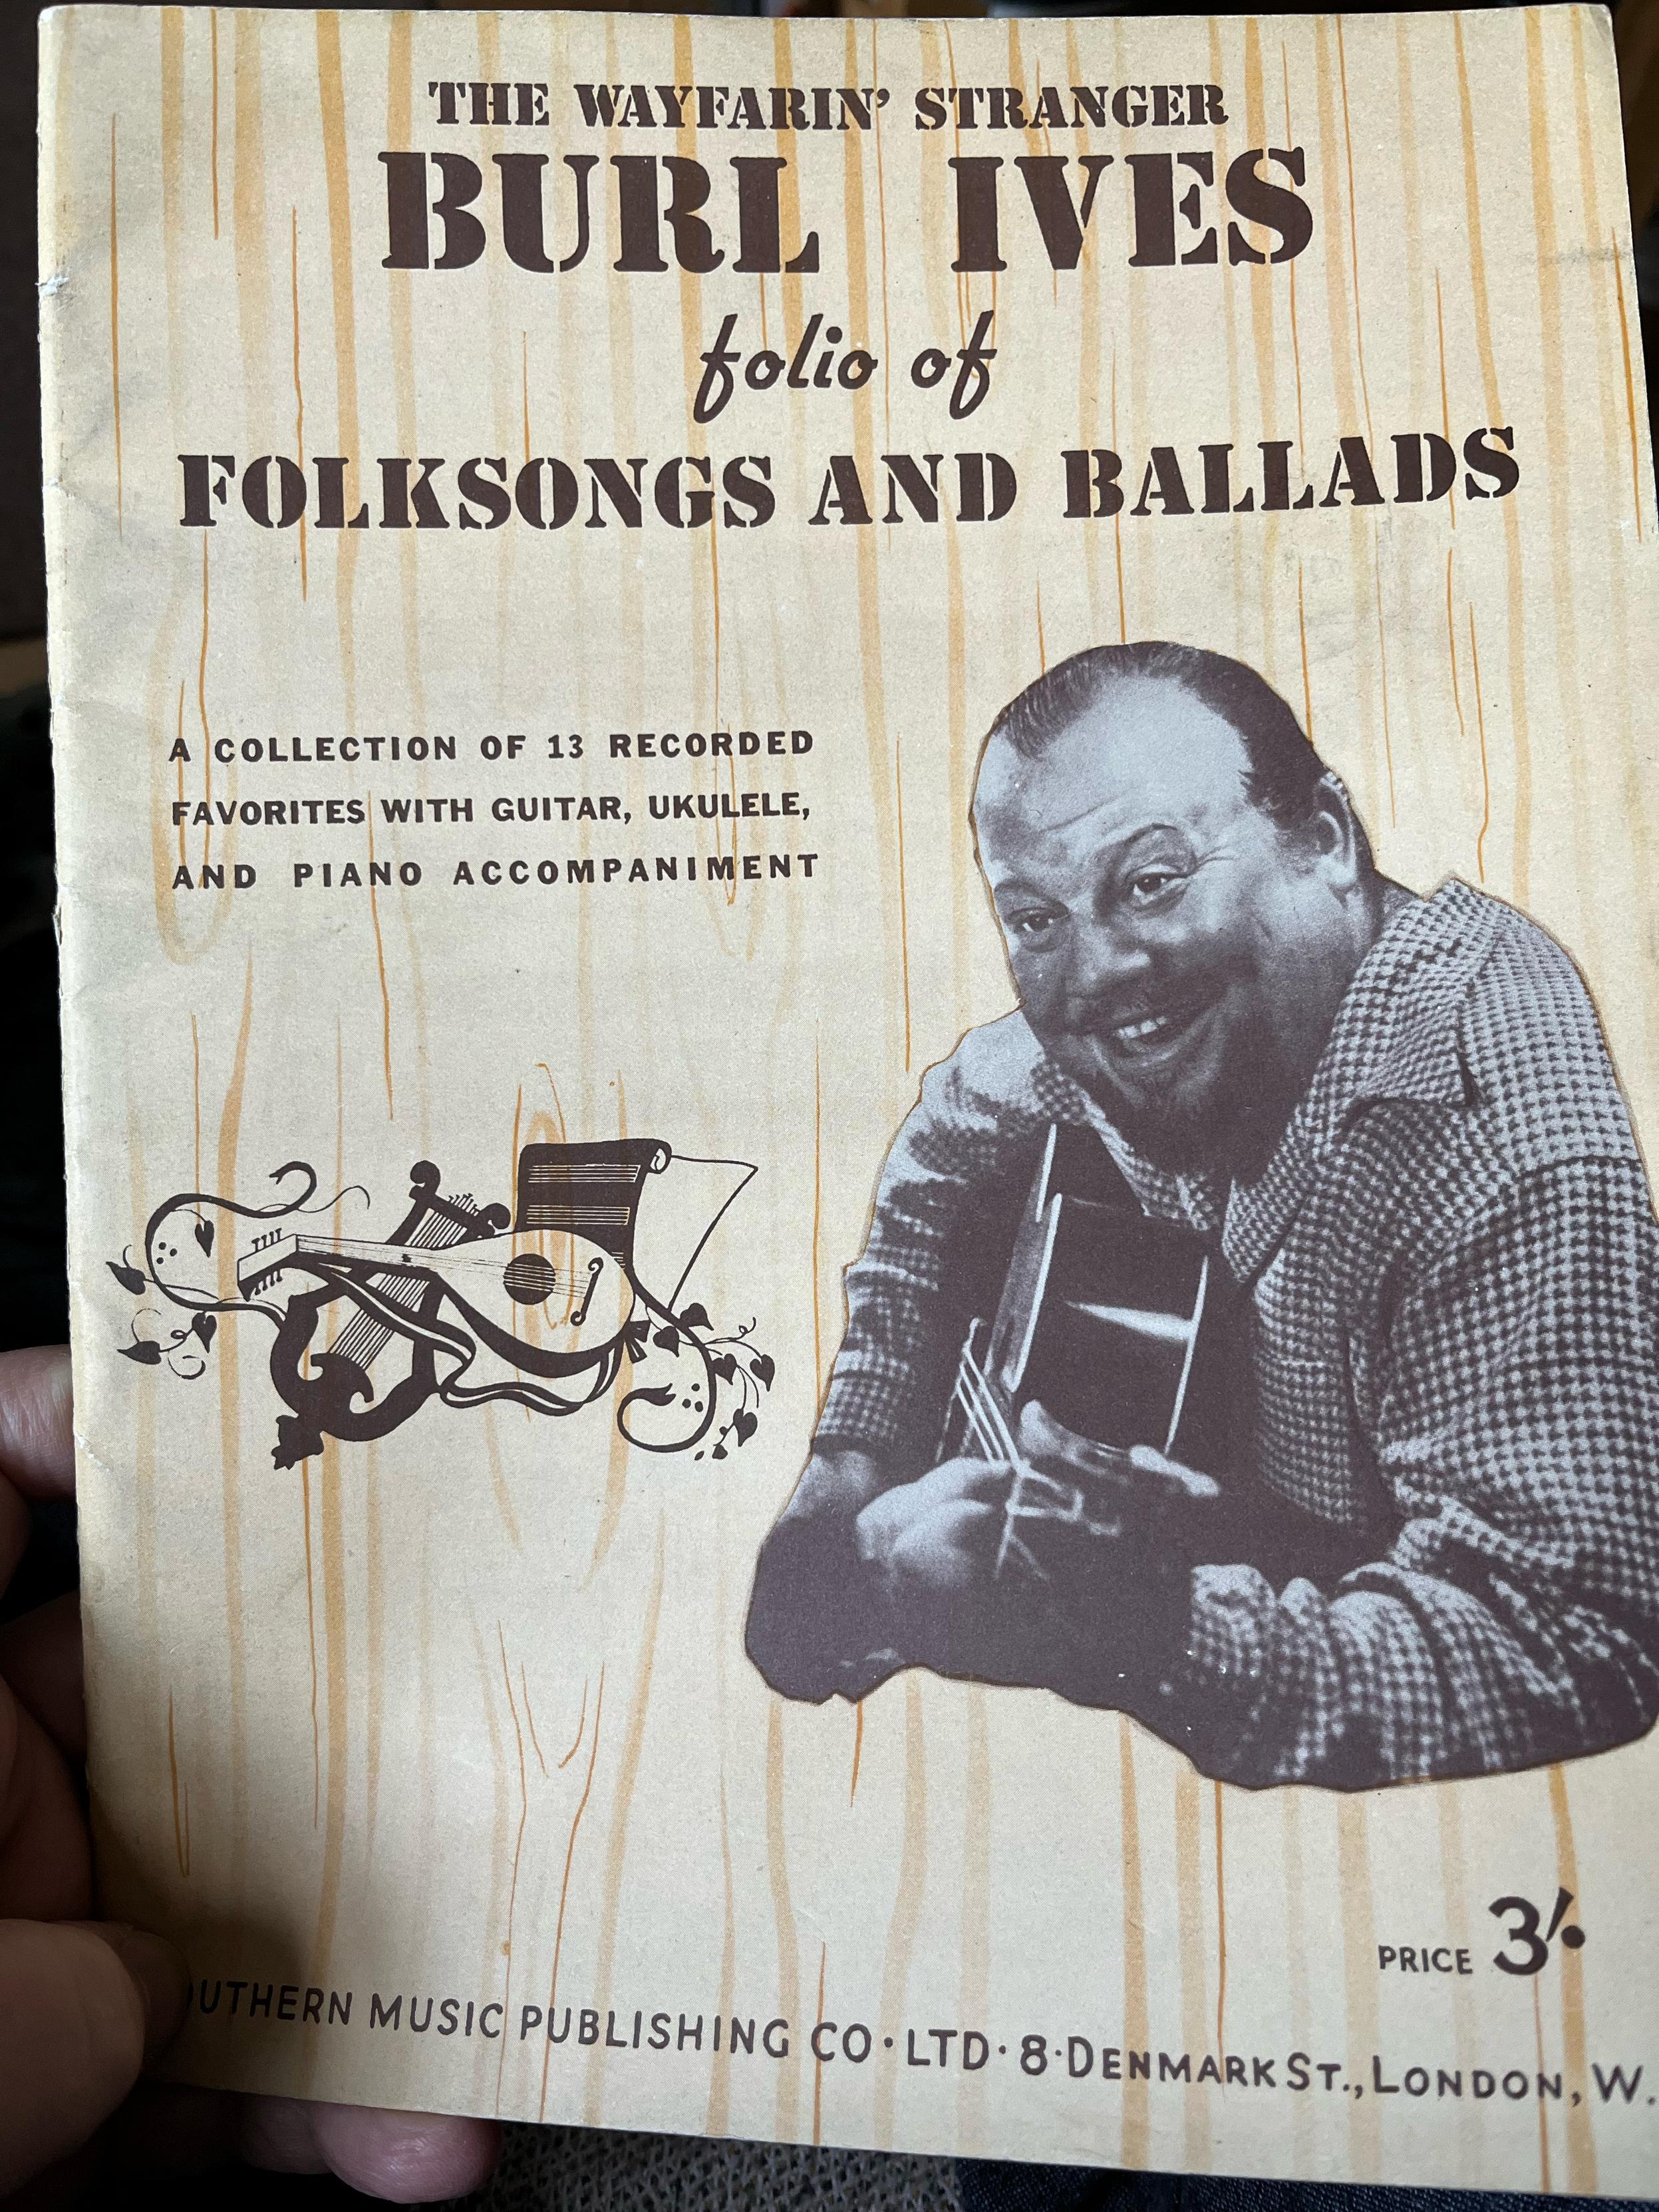 THE WAYFARIN' STRANGER
BURL IVES
folio of
FOLKSONGS AND BALLADS
A COLLECTION OF 13 RECORDED
FAVORITES WITH GUITAR, UKULELE,
AND PIANO ACCOMPANIMENT
PRICE 3/•
OUTHERN MUSIC PUBLISHING CO • LTD • 8 • DENMARK ST., LONDON, W.